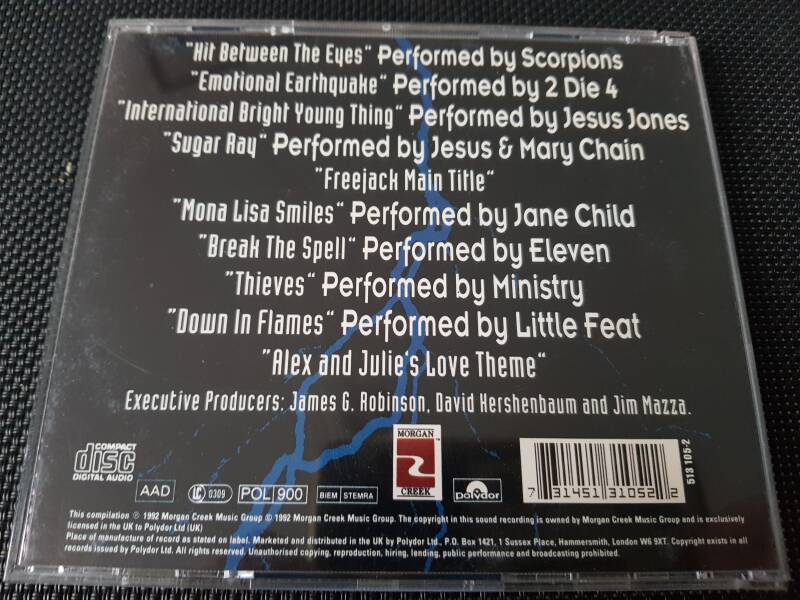 "Hit Between The Eyes" Performed by Scorpions
"Emotional Earthquake" Performed by 2 Die 4
"International Bright Young Thing" Performed by Jesus Jones
"Sugar Ray" Performed by Jesus & Mary Chain
"Freejack Main Title"
"Mona Lisa Smiles" Performed by Jane Child
"Break The Spell" Performed by Eleven
"Thieves" Performed by Ministry
"Down In Flames" Performed by Little Feat
"Alex and Julie's Love Theme"
Executive Producers: James G. Robinson, David Kershenbaum and Jim Mazza.
COMPACT
disc
DIGITAL AUDIO
AAD
LC 0309
POL 900
BIEM STEMRA
MORGAN
CREEK
TM
polydor
7 31451 31052 2
513 105-2
This compilation ℗ 1992 Morgan Creek Music Group © 1992 Morgan Creek Music Group. The copyright in this sound recording is owned by Morgan Creek Music Group and is exclusively
licensed in the UK to Polydor Ltd (UK)
Place of manufacture of record as stated on label. Marketed and distributed in the UK by Polydor Ltd., P.O. Box 1421, 1 Sussex Place, Hammersmith, London W6 9XT. Copyright exists in all
records issued by Polydor Ltd. All rights reserved. Unauthorised copying, reproduction, hiring, lending, public performance and broadcasting prohibited.